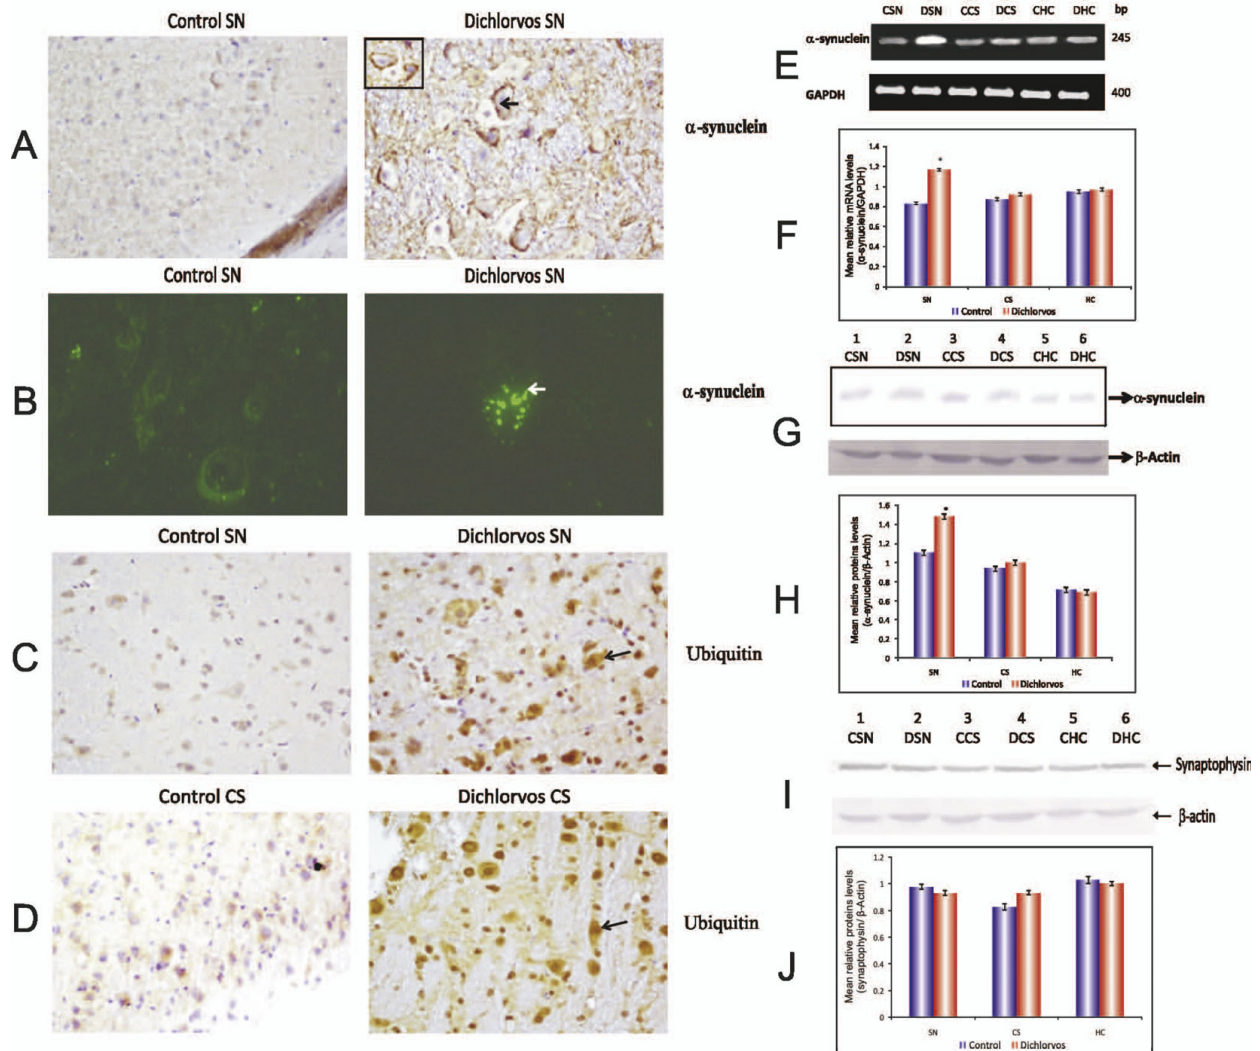 Control SN
Dichlorvos SN
A
α-synuclein
Control SN
Dichlorvos SN
B
α-synuclein
Control SN
Dichlorvos SN
C
Ubiquitin
Control CS
Dichlorvos CS
D
Ubiquitin
CSN DSN CCS DCS CHC DHC bp
α-synuclein 245
E
GAPDH 400
F
Mean relative mRNA levels
(α-synuclein/GAPDH)
1.4
1.2
1
0.8
0.6
0.4
0.2
0
*
SN CS HC
Control Dichlorvos
1 2 3 4 5 6
CSN DSN CCS DCS CHC DHC
α-synuclein
G
β-Actin
H
Mean relative proteins levels
(α-synuclein/β-Actin)
1.6
1.4
1.2
1
0.8
0.6
0.4
0.2
0
*
SN CS HC
Control Dichlorvos
1 2 3 4 5 6
CSN DSN CCS DCS CHC DHC
Synaptophysin
I
β-actin
J
Mean relative proteins levels
(synaptophysin/ β-Actin)
1.2
1
0.8
0.6
0.4
0.2
0
SN CS HC
Control Dichlorvos